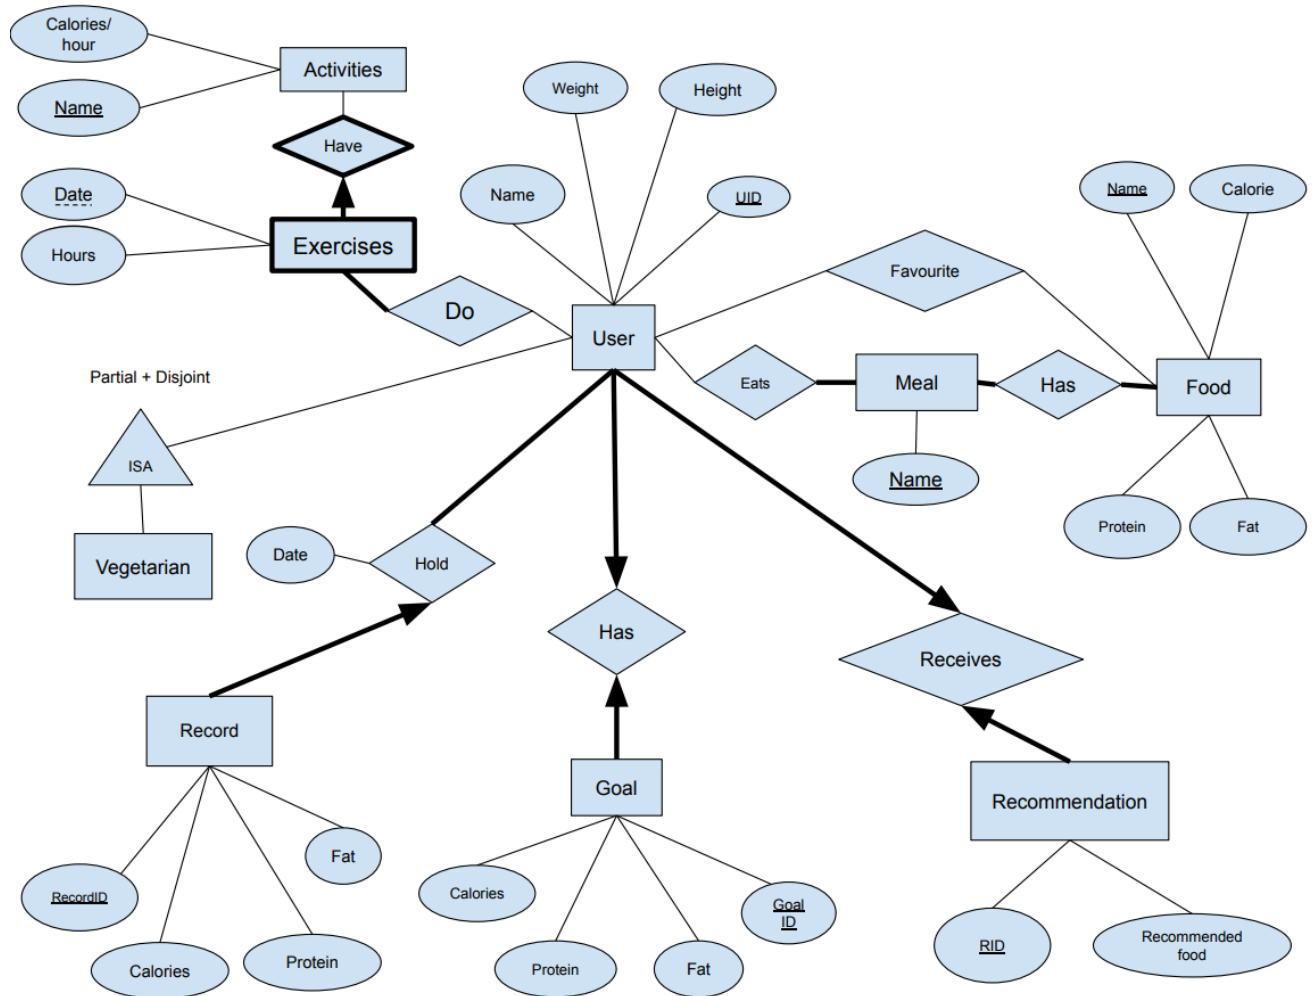 Calories/
hour
Activities
Name
Have
Date
Hours
Exercises
Do
Weight
Height
Name
UID
User
Favourite
Name
Calorie
Eats
Meal
Has
Food
Name
Protein
Fat
Partial + Disjoint
ISA
Vegetarian
Date
Hold
Has
Receives
Record
Goal
Recommendation
Fat
RecordID
Calories
Protein
Calories
Protein
Fat
Goal
ID
RID
Recommended
food